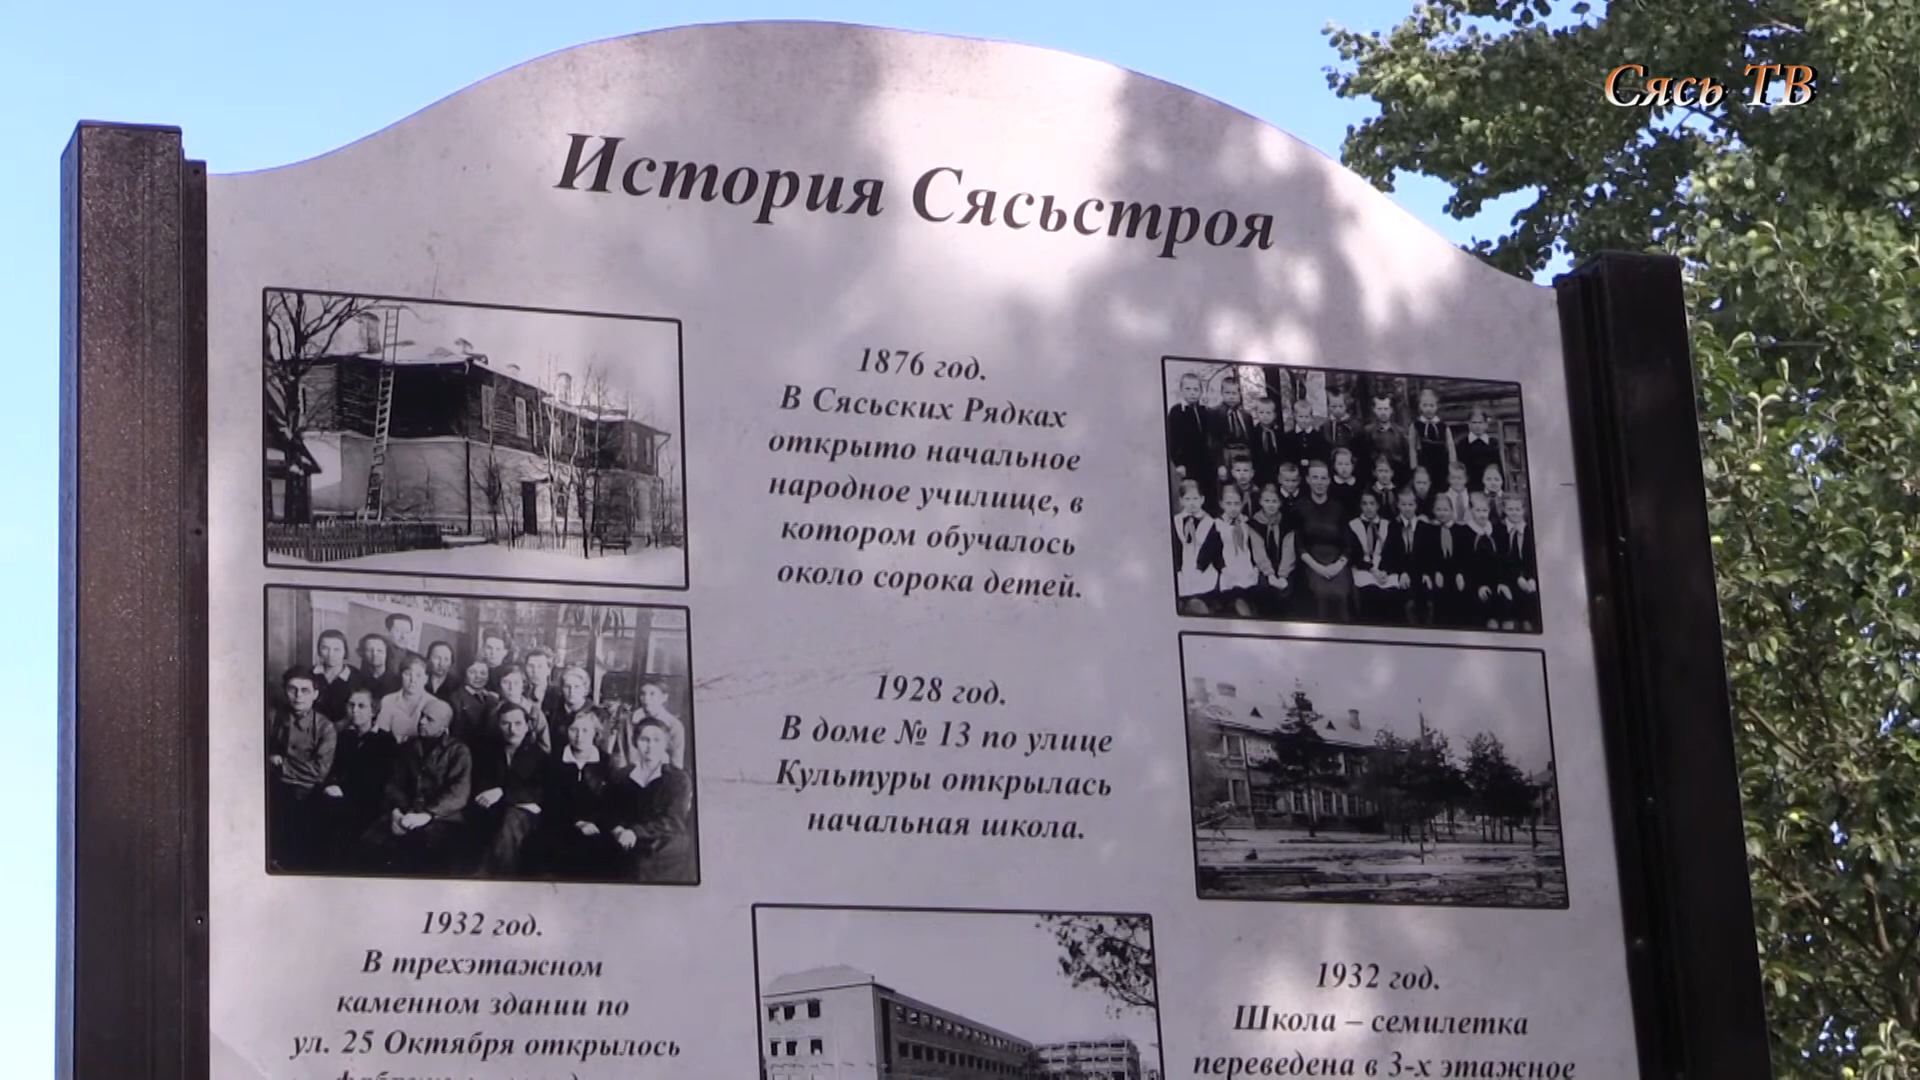 Сясь ТВ
История Сясьстроя
1876 год.
В Сясьских Рядках
открыто начальное
народное училище, в
котором обучалось
около сорока детей.
1928 год.
В доме № 13 по улице
Культуры открылась
начальная школа.
1932 год.
В трехэтажном
каменном здании по
ул. 25 Октября открылось
1932 год.
Школа – семилетка
переведена в 3-х этажное